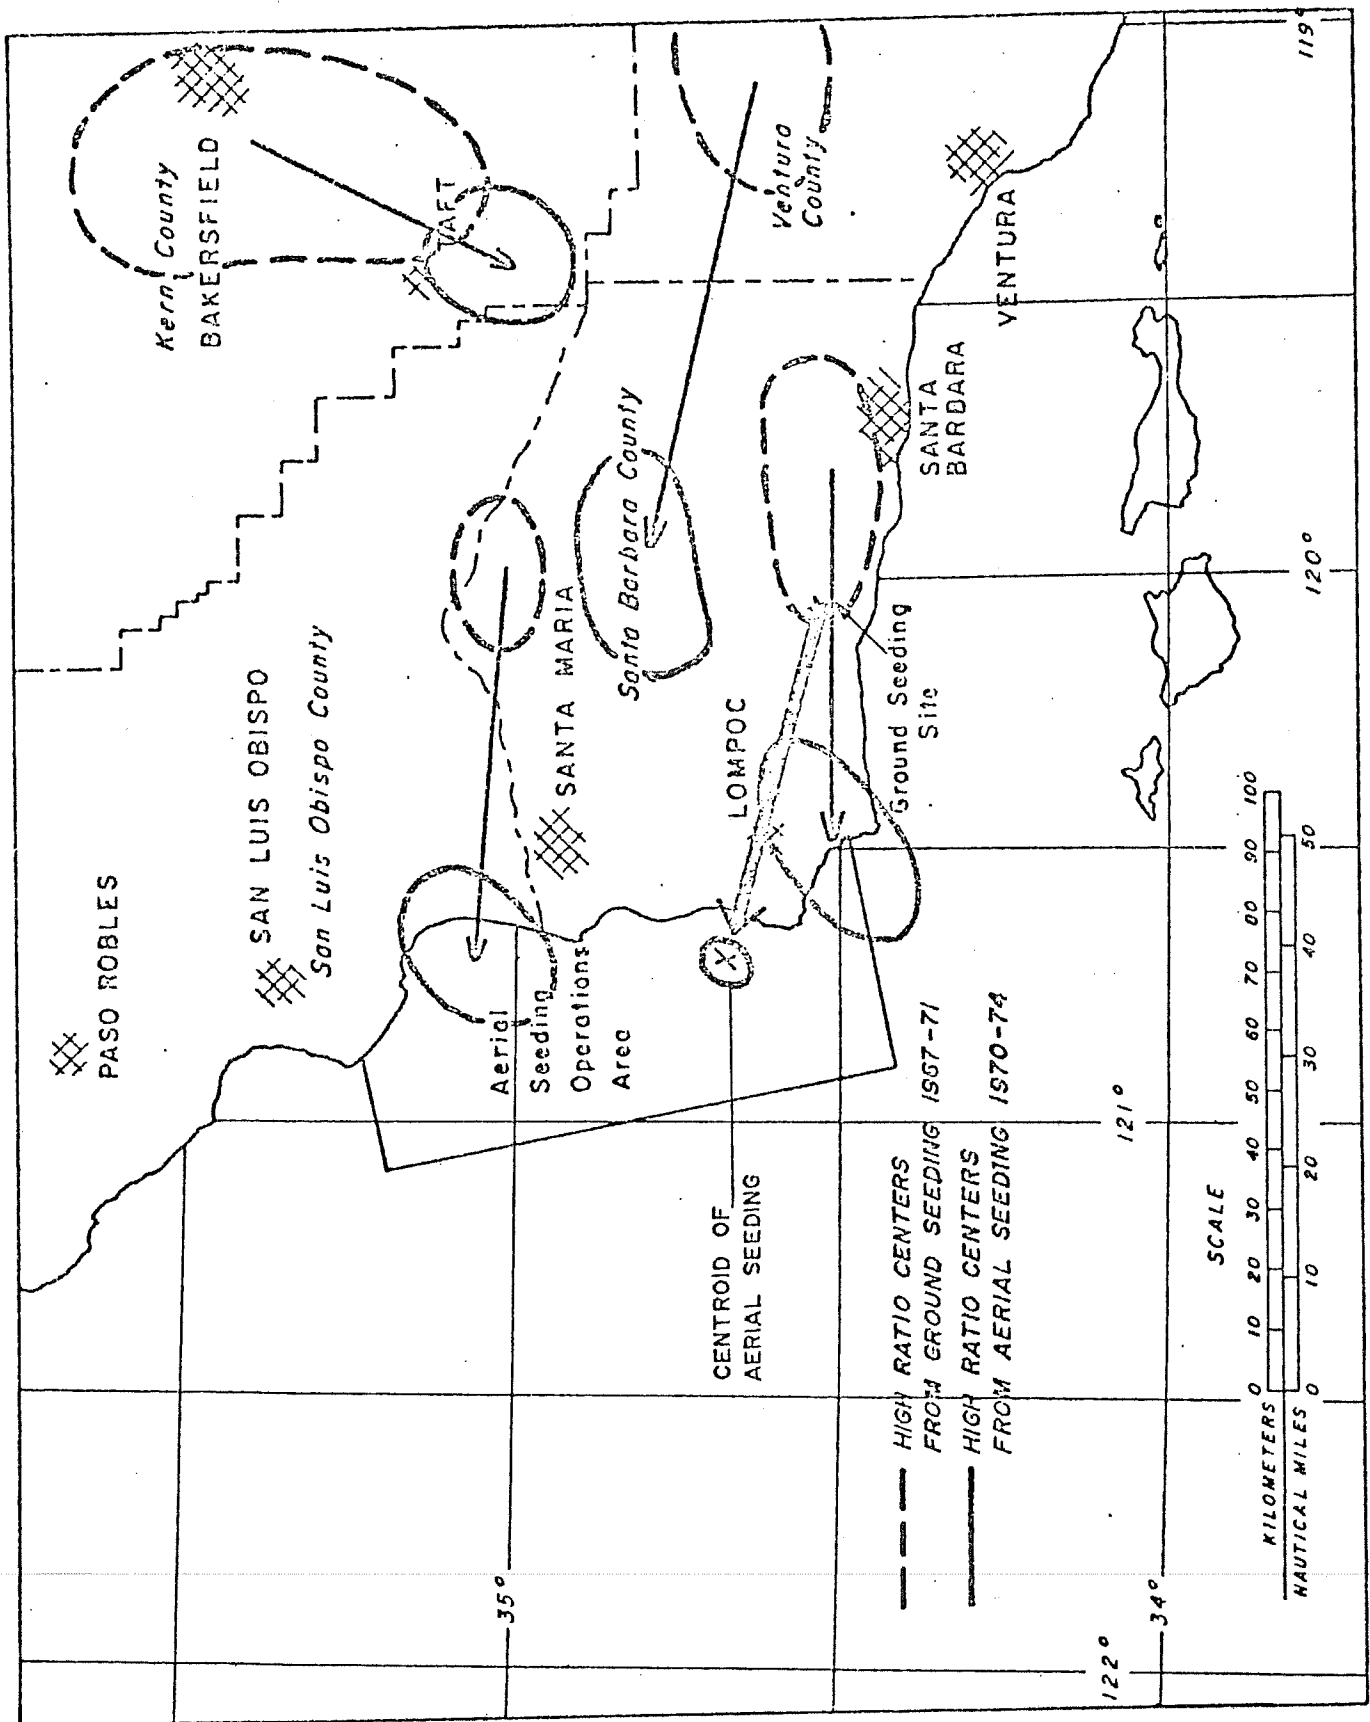 PASO ROBLES
SAN LUIS OBISPO
San Luis Obispo County
Kern County
BAKERSFIELD
TAFT
Aerial
Seeding
Operations
Area
SANTA MARIA
Santa Barbara County
LOMPOC
Ventura
County
CENTROID OF
AERIAL SEEDING
X
Ground Seeding
Site
SANTA
BARBARA
VENTURA
HIGH RATIO CENTERS
FROM GROUND SEEDING 1967-71
HIGH RATIO CENTERS
FROM AERIAL SEEDING 1970-74
35°
34°
122°
121°
120°
119°
SCALE
KILOMETERS 0 10 20 30 40 50 60 70 80 90 100
NAUTICAL MILES 0 10 20 30 40 50